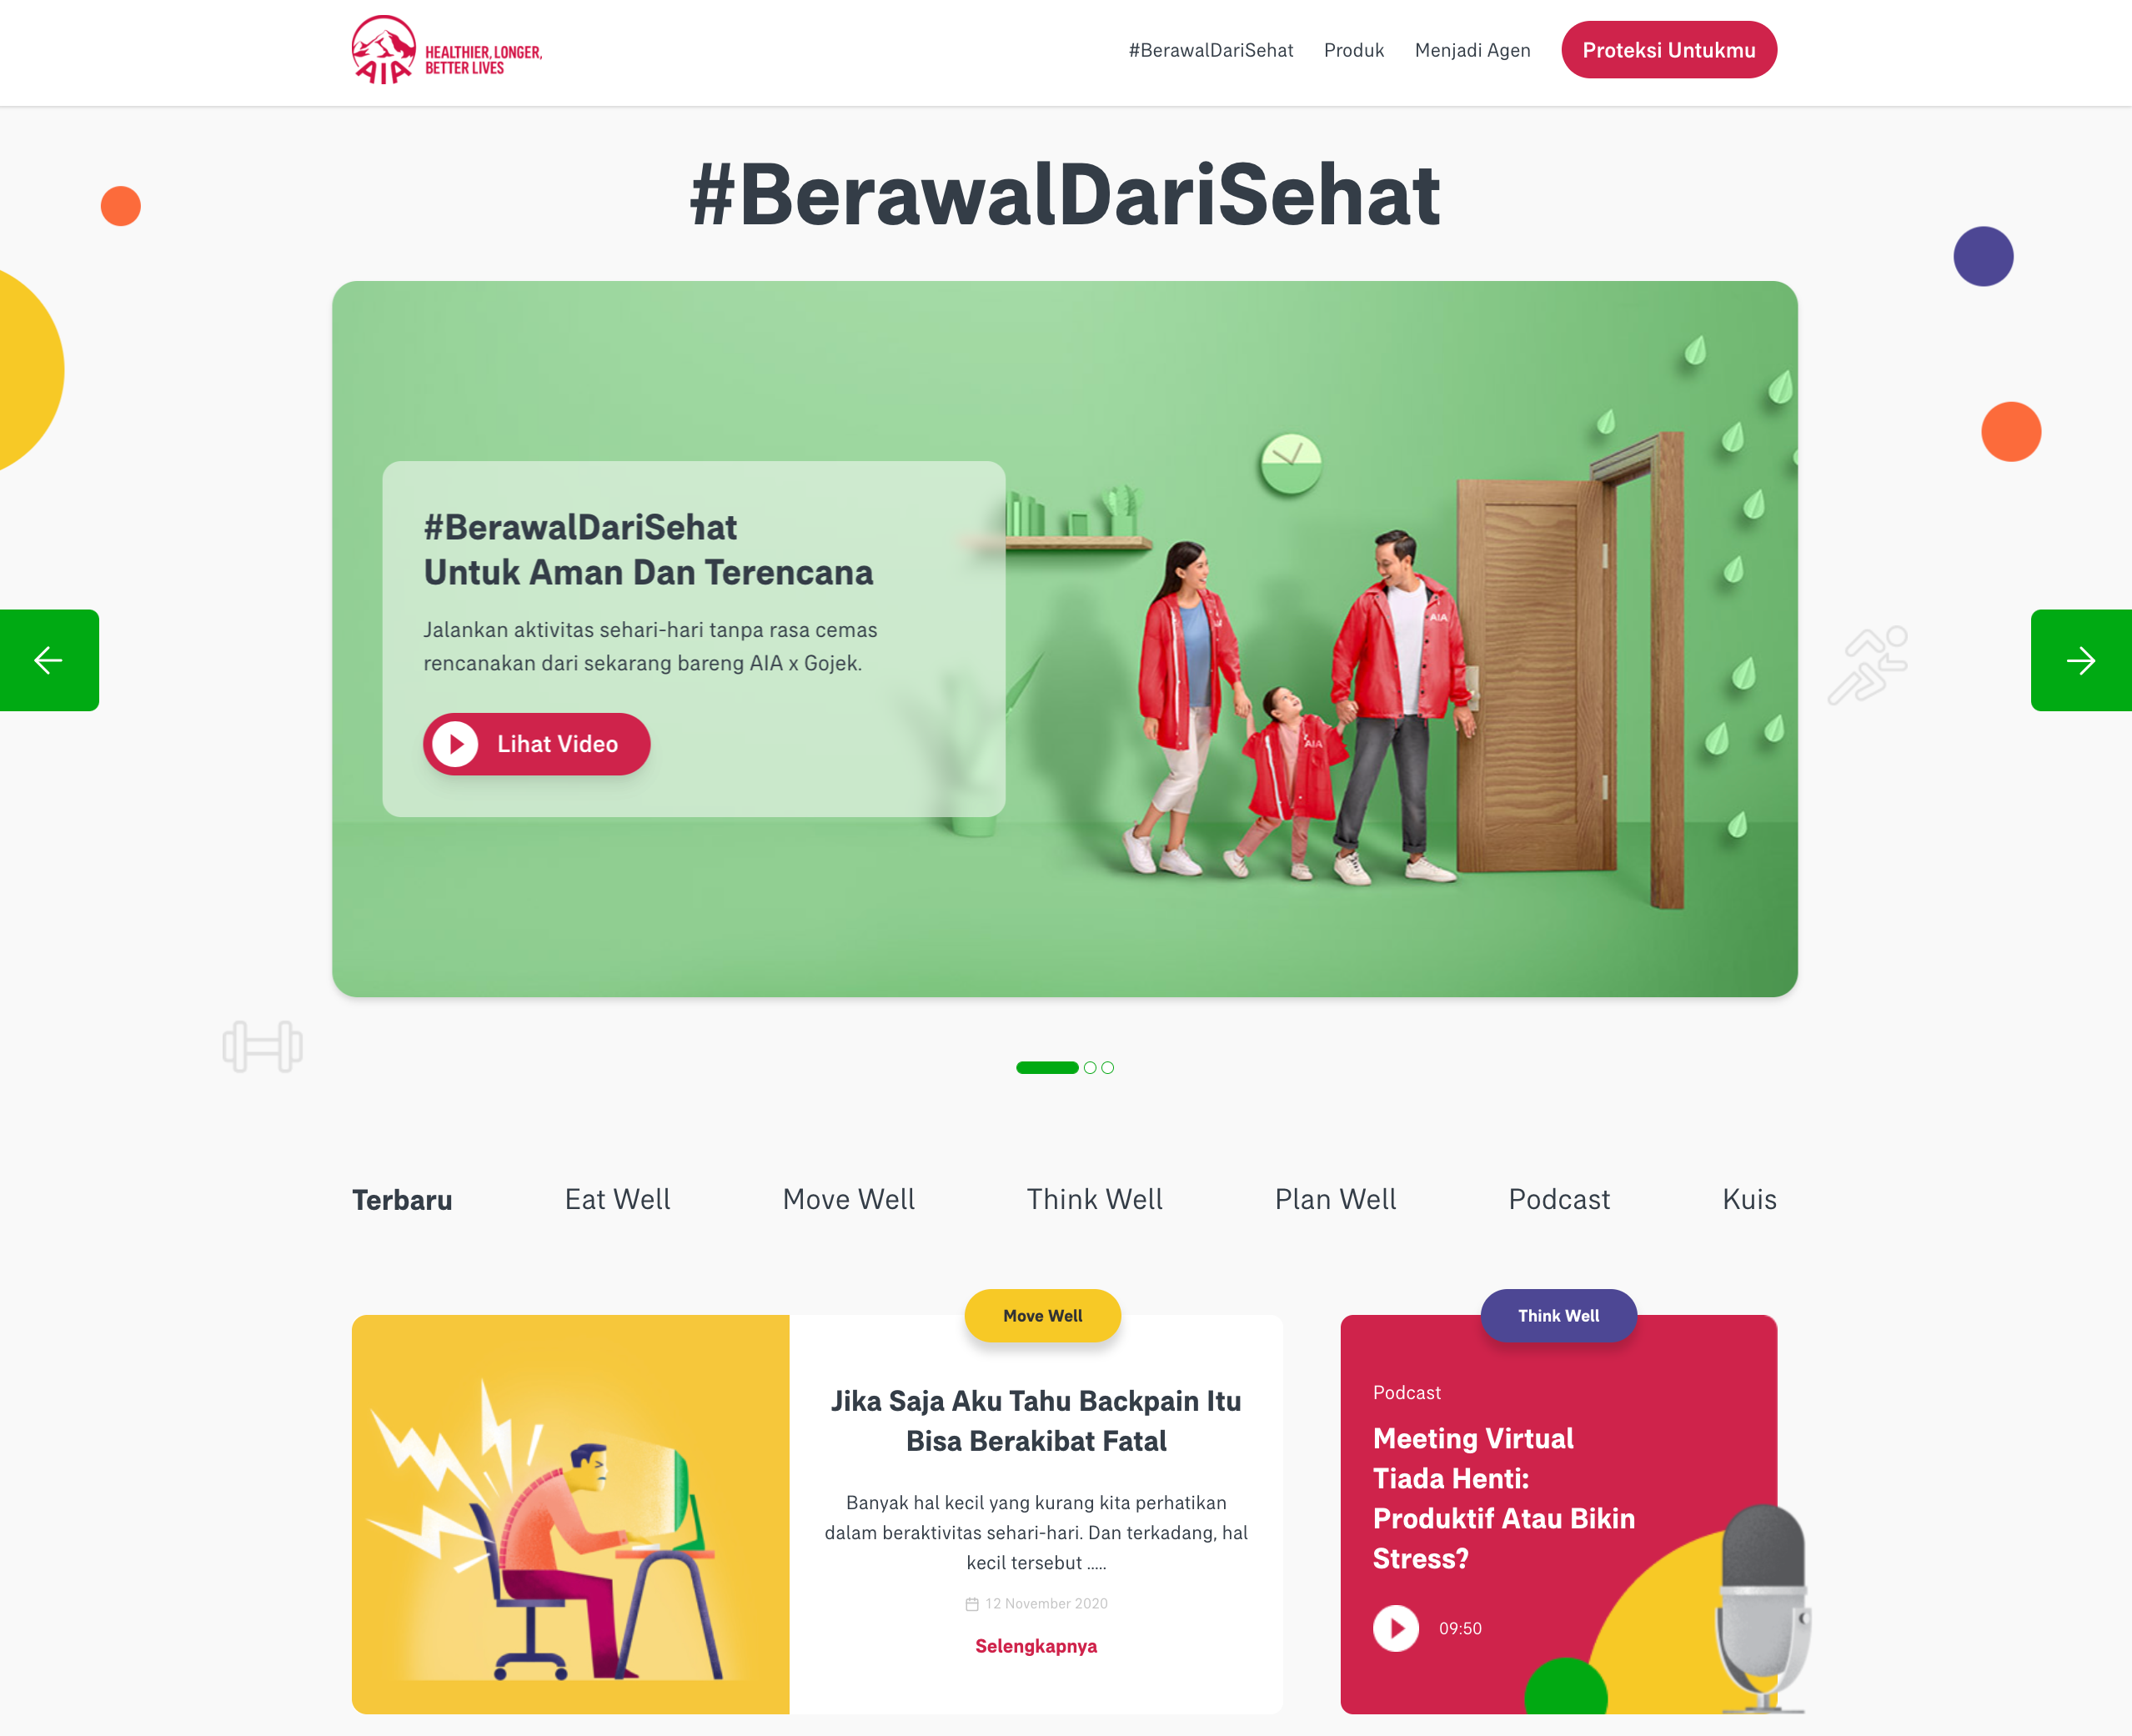 AIA
HEALTHIER, LONGER,
BETTER LIVES
#BerawalDariSehat
Produk
Menjadi Agen
Proteksi Untukmu
#BerawalDariSehat
#BerawalDariSehat
Untuk Aman Dan Terencana
Jalankan aktivitas sehari-hari tanpa rasa cemas
rencanakan dari sekarang bareng AIA x Gojek.
Lihat Video
AIA
AIA
Terbaru
Eat Well
Move Well
Think Well
Plan Well
Podcast
Kuis
Move Well
Jika Saja Aku Tahu Backpain Itu
Bisa Berakibat Fatal
Banyak hal kecil yang kurang kita perhatikan
dalam beraktivitas sehari-hari. Dan terkadang, hal
kecil tersebut .....
12 November 2020
Selengkapnya
Think Well
Podcast
Meeting Virtual
Tiada Henti:
Produktif Atau Bikin
Stress?
09:50